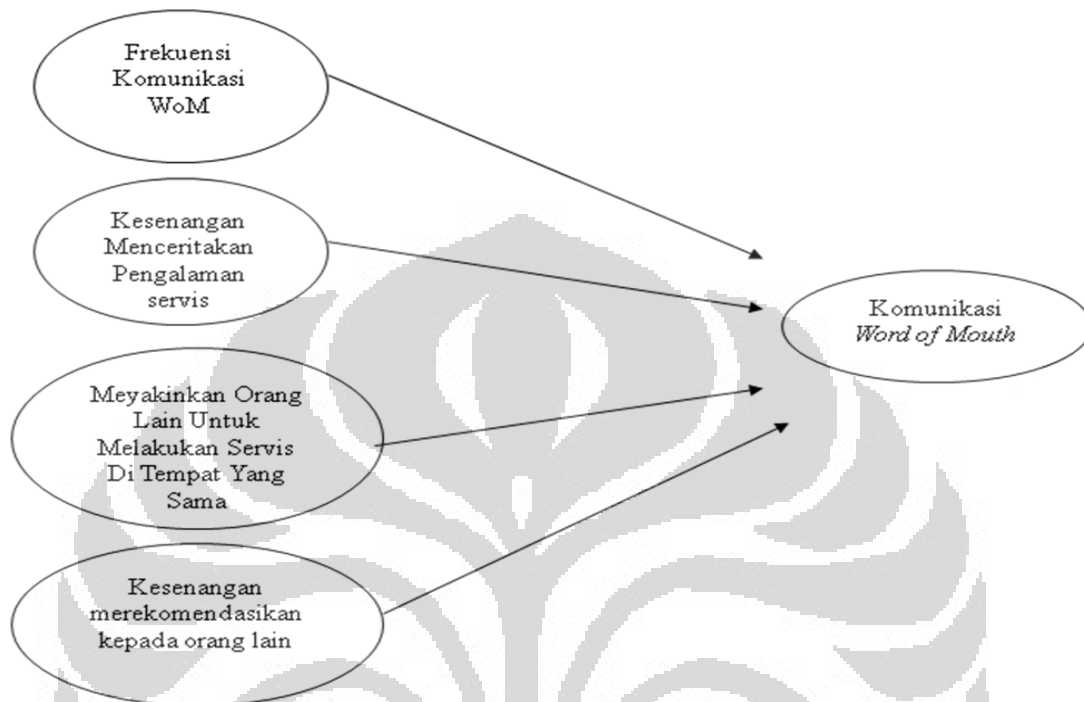 Frekuensi
Komunikasi
WoM
Kesenangan
Menceritakan
Pengalaman
servis
Meyakinkan Orang
Lain Untuk
Melakukan Servis
Di Tempat Yang
Sama
Kesenangan
merekomendasikan
kepada orang lain
Komunikasi
Word of Mouth